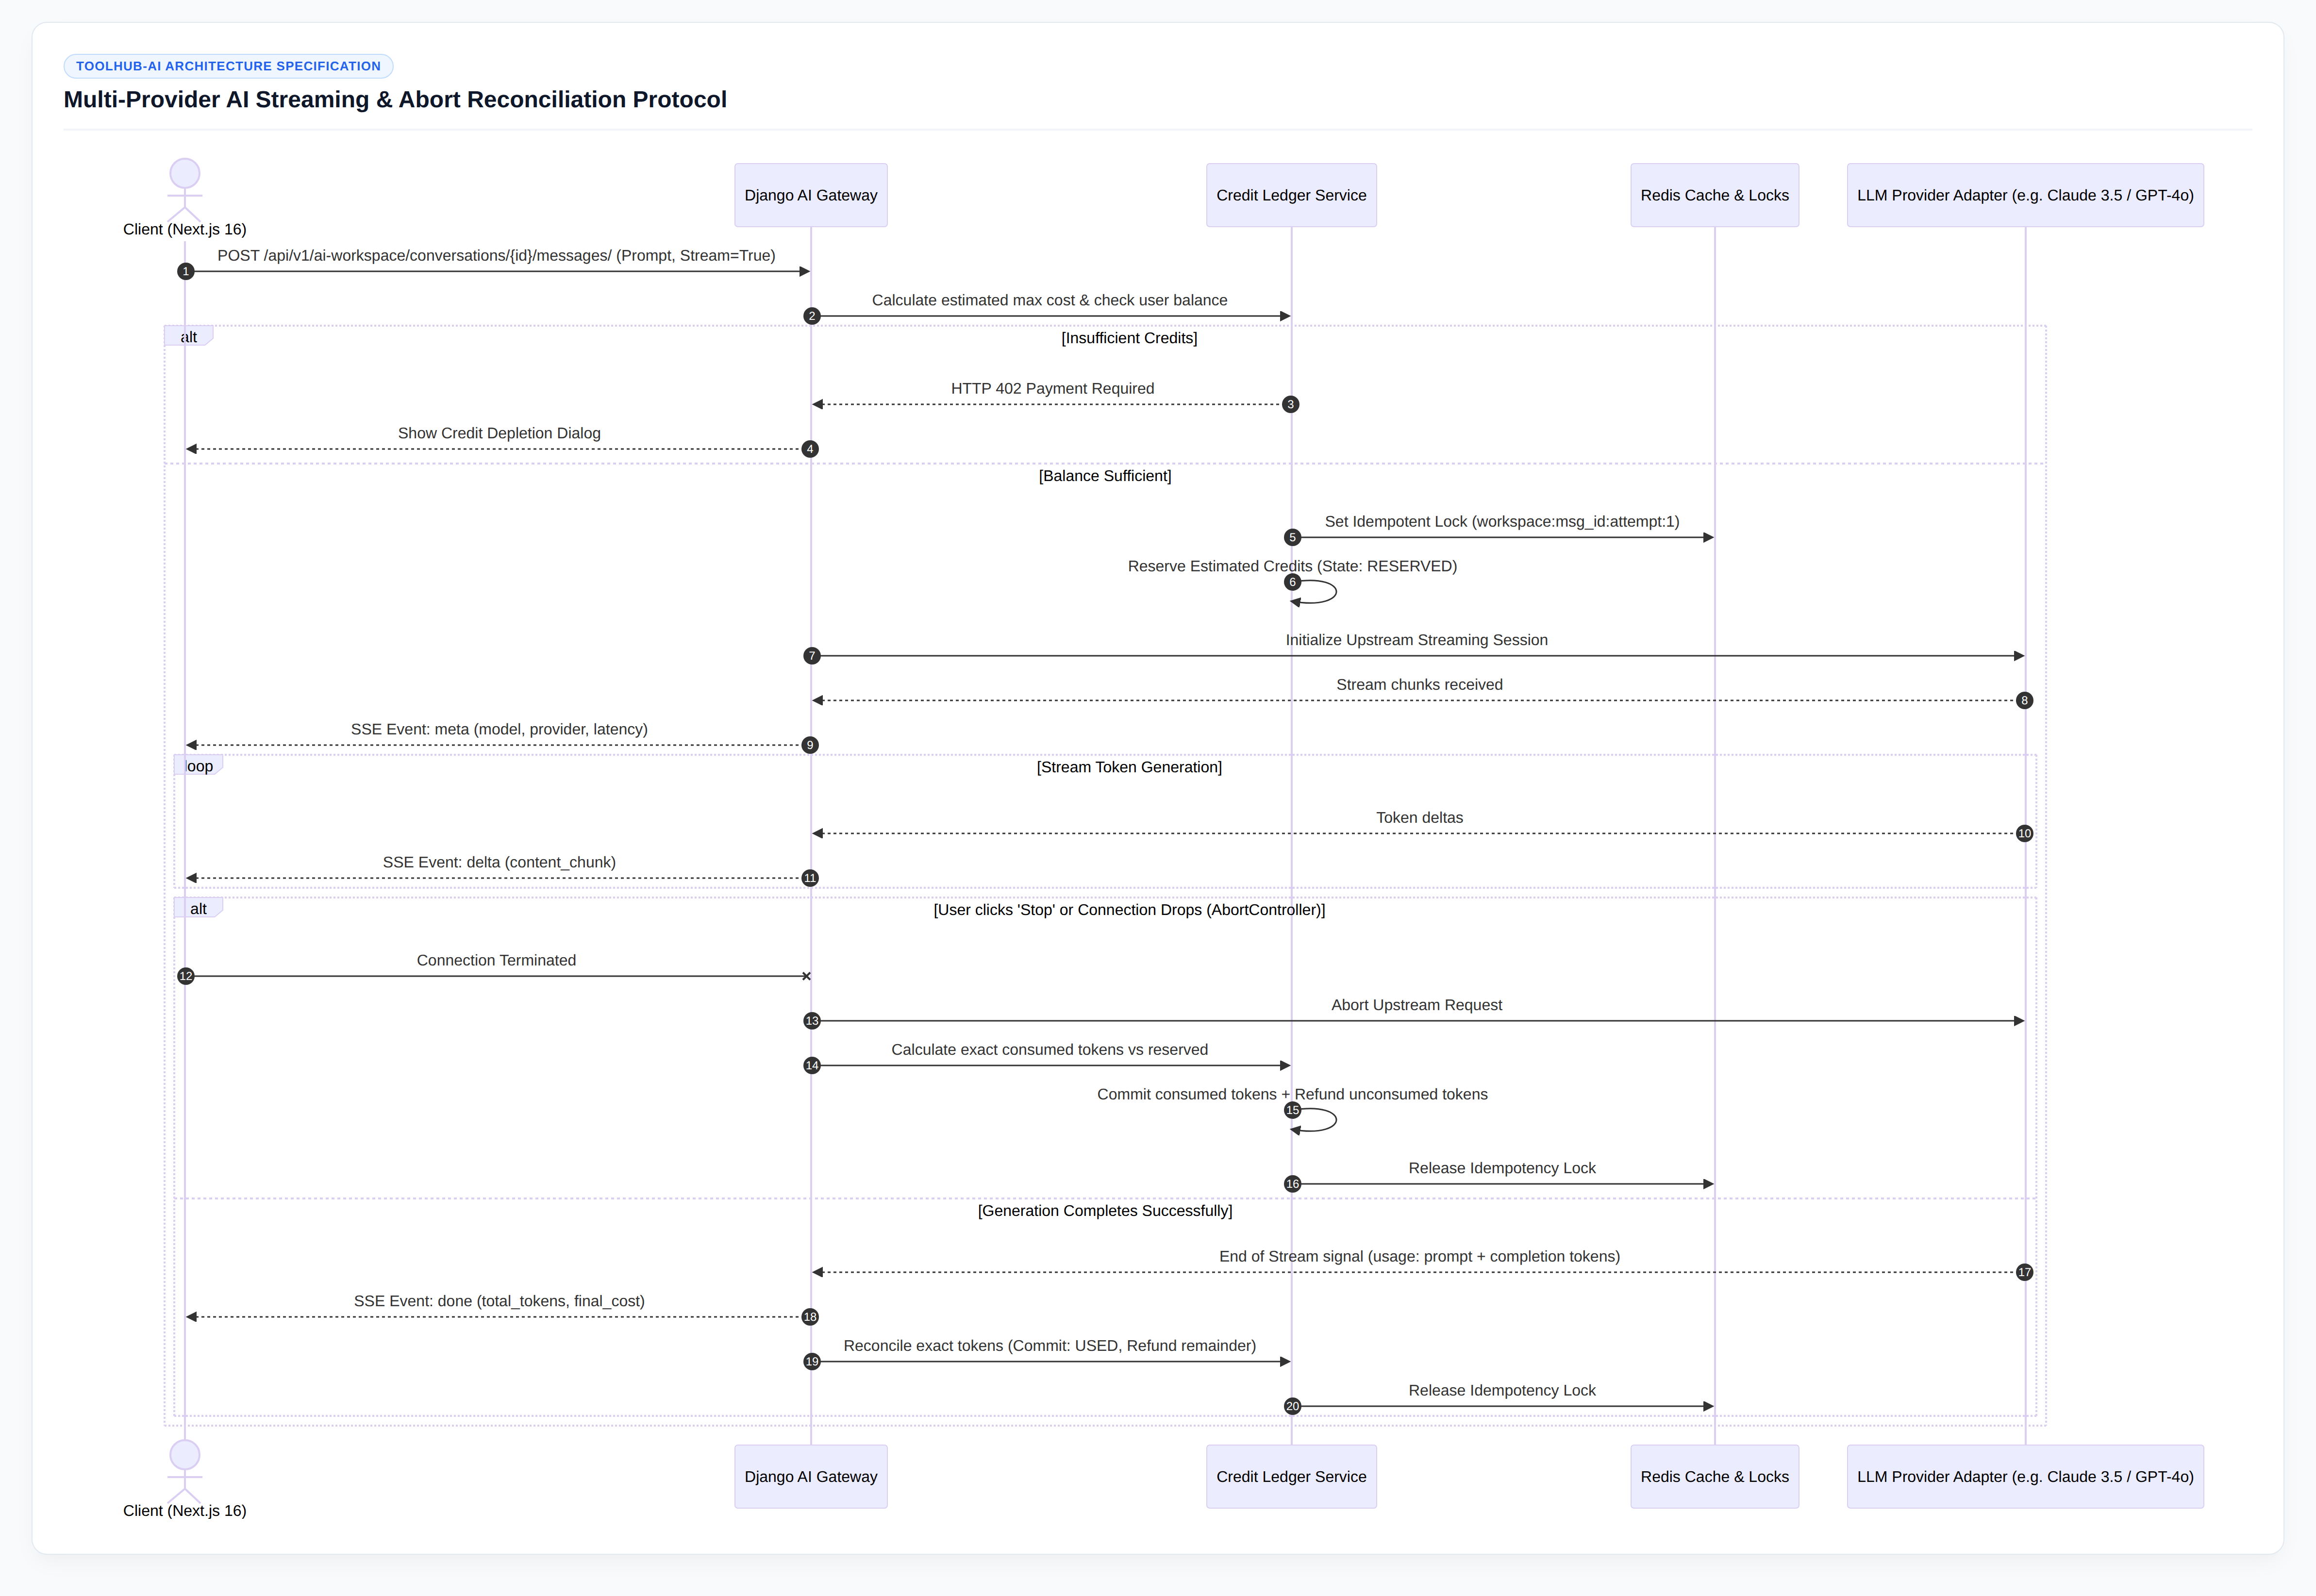 TOOLHUB-AI ARCHITECTURE SPECIFICATION
Multi-Provider AI Streaming & Abort Reconciliation Protocol
Client (Next.js 16)
Django AI Gateway
Credit Ledger Service
Redis Cache & Locks
LLM Provider Adapter (e.g. Claude 3.5 / GPT-4o)
POST /api/v1/ai-workspace/conversations/{id}/messages/ (Prompt, Stream=True)
1
Calculate estimated max cost & check user balance
2
alt
[Insufficient Credits]
HTTP 402 Payment Required
3
Show Credit Depletion Dialog
4
[Balance Sufficient]
Set Idempotent Lock (workspace:msg_id:attempt:1)
5
Reserve Estimated Credits (State: RESERVED)
6
Initialize Upstream Streaming Session
7
Stream chunks received
8
SSE Event: meta (model, provider, latency)
9
loop
[Stream Token Generation]
Token deltas
10
SSE Event: delta (content_chunk)
11
alt
[User clicks 'Stop' or Connection Drops (AbortController)]
Connection Terminated
12
Abort Upstream Request
13
Calculate exact consumed tokens vs reserved
14
Commit consumed tokens + Refund unconsumed tokens
15
Release Idempotency Lock
16
[Generation Completes Successfully]
End of Stream signal (usage: prompt + completion tokens)
17
SSE Event: done (total_tokens, final_cost)
18
Reconcile exact tokens (Commit: USED, Refund remainder)
19
Release Idempotency Lock
20
Client (Next.js 16)
Django AI Gateway
Credit Ledger Service
Redis Cache & Locks
LLM Provider Adapter (e.g. Claude 3.5 / GPT-4o)